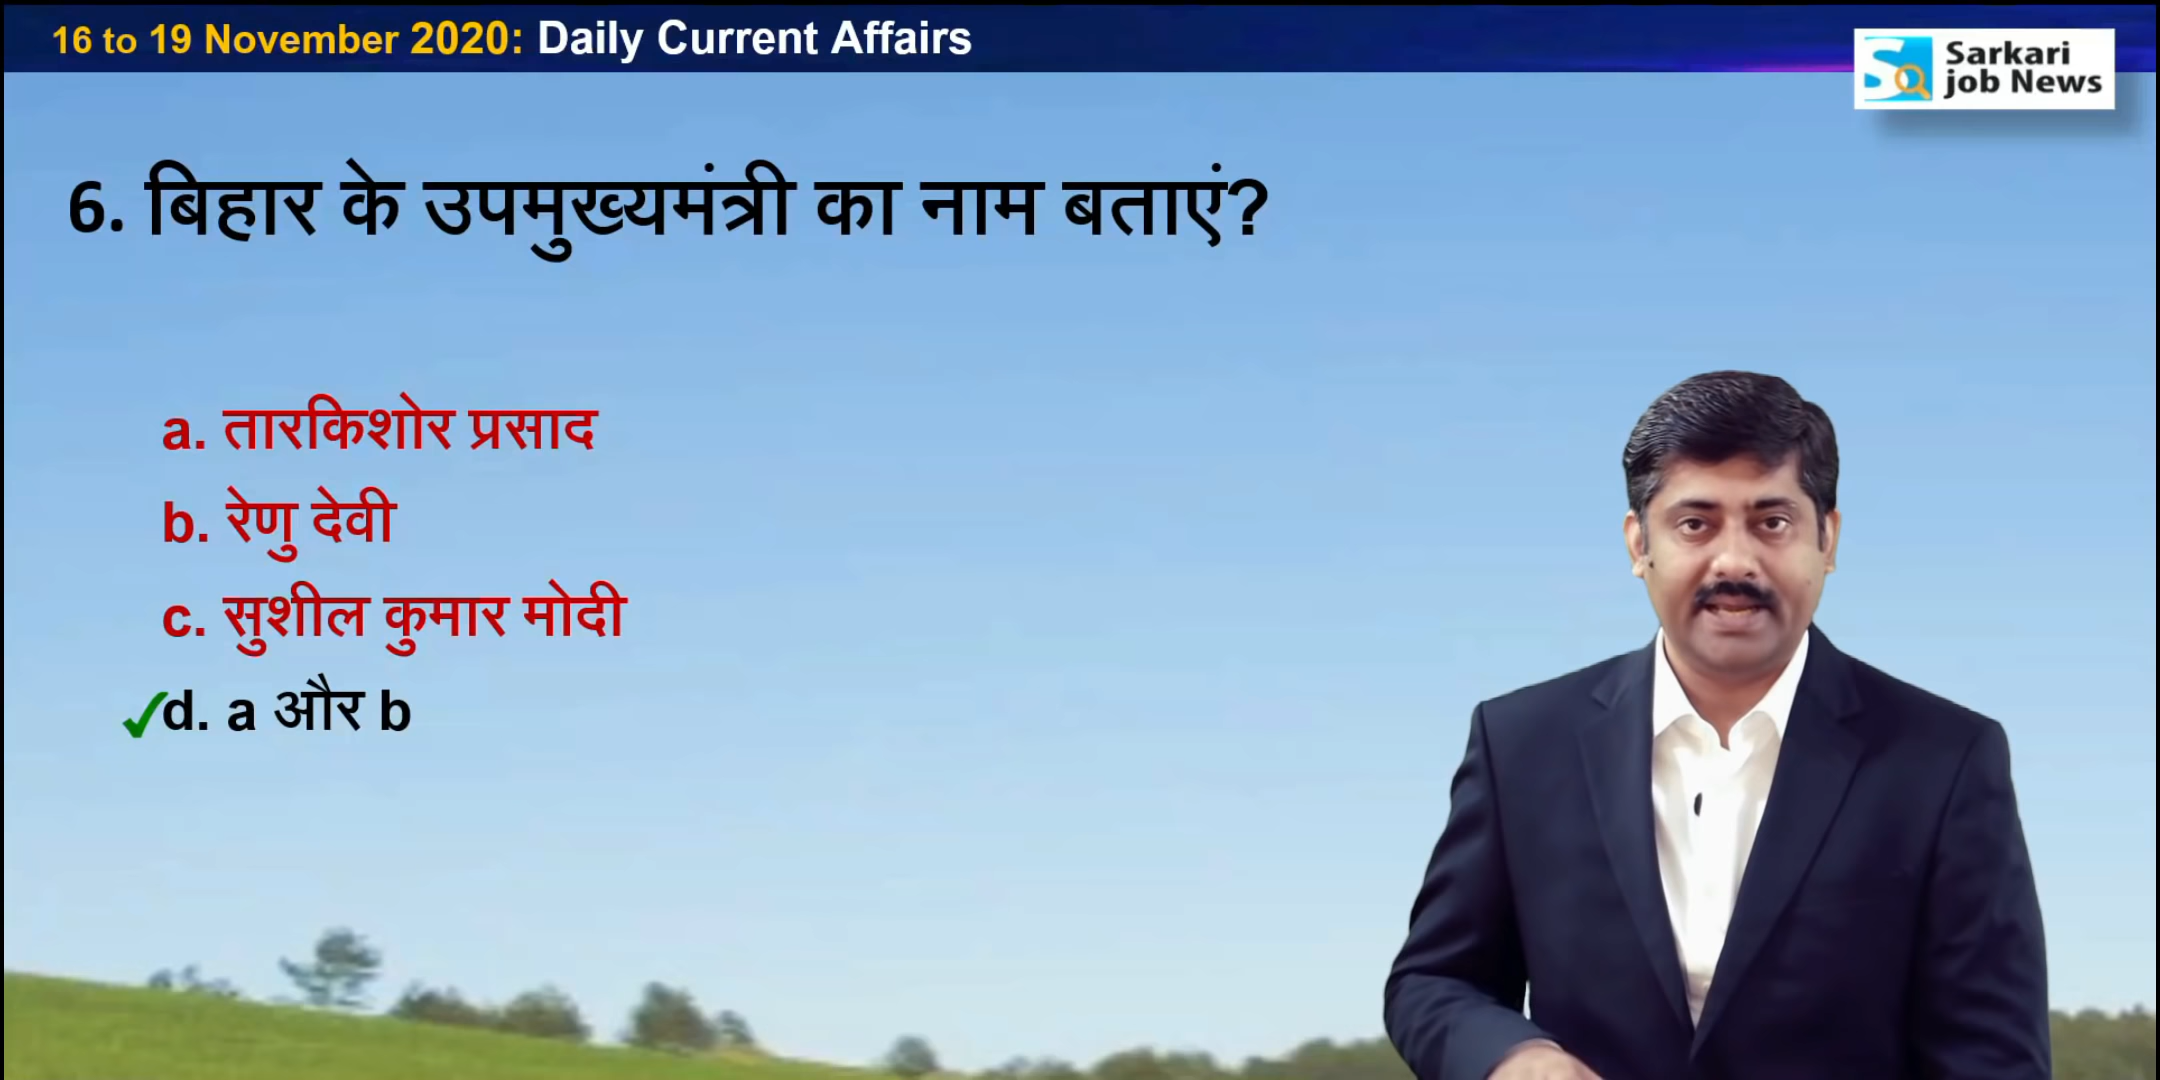 16 to 19 November 2020: Daily Current Affairs
Sarkari
job News
6. बिहार के उपमुख्यमंत्री का नाम बताएं?
a. तारकिशोर प्रसाद
b. रेणु देवी
c. सुशील कुमार मोदी
d. a और b